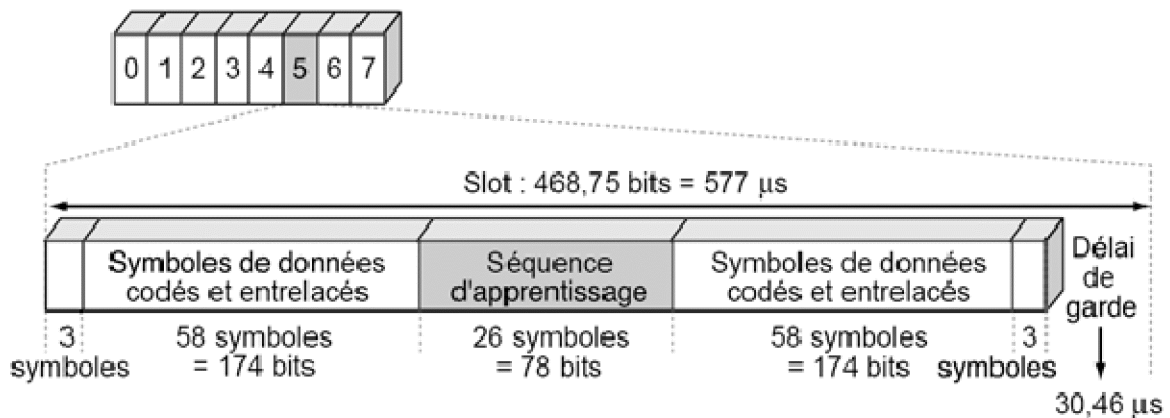 0 1 2 3 4 5 6 7
Slot : 468,75 bits = 577 µs
Symboles de données
codés et entrelacés
Séquence
d'apprentissage
Symboles de données
codés et entrelacés
Délai
de
garde
3
symboles
58 symboles
= 174 bits
26 symboles
= 78 bits
58 symboles
= 174 bits
3
symboles
30,46 µs